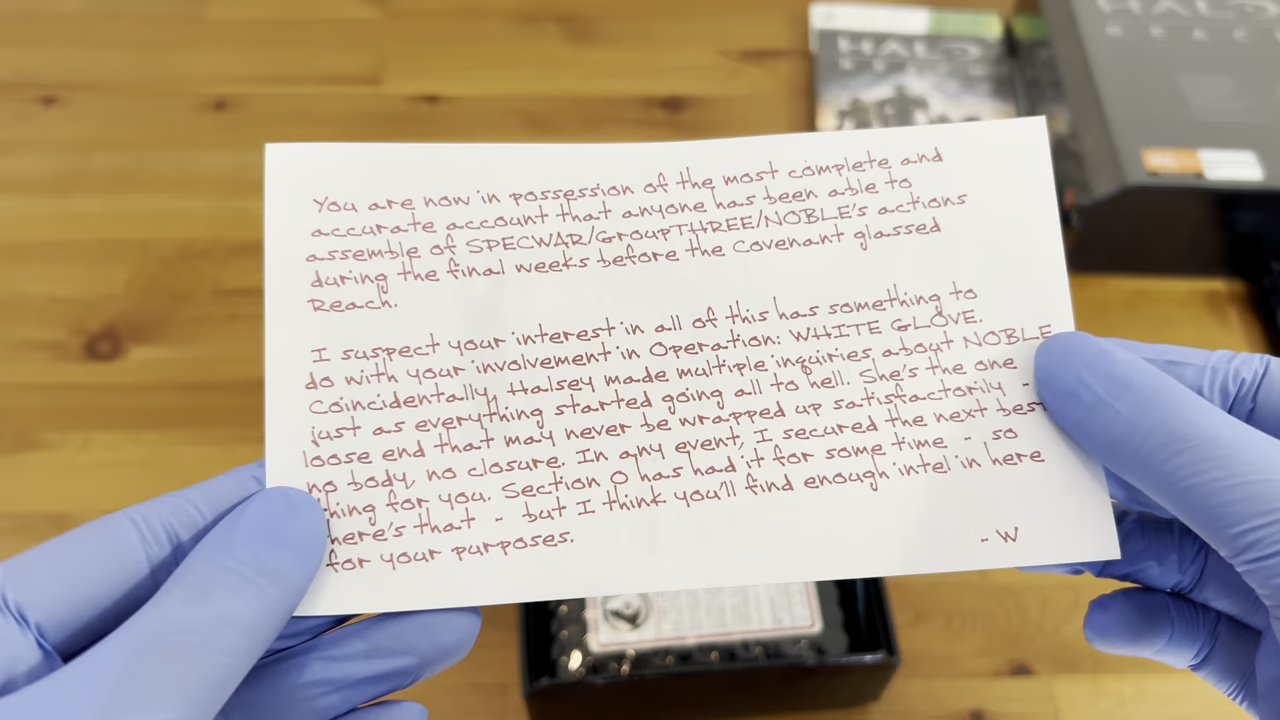 HALO
REACH
HALO
REACH
You are now in possession of the most complete and
accurate account that anyone has been able to
assemble of SPECWAR/GROUPTHREE/NOBLE's actions
during the final weeks before the Covenant glassed
Reach.
I suspect your interest in all of this has something to
do with your involvement in Operation: WHITE GLOVE.
Coincidentally, Halsey made multiple inquiries about NOBLE
just as everything started going all to hell. She's the one
loose end that may never be wrapped up satisfactorily -
no body, no closure. In any event, I secured the next best
thing for you. Section 0 has had it for some time - so
here's that - but I think you'll find enough intel in here
for your purposes.
- W